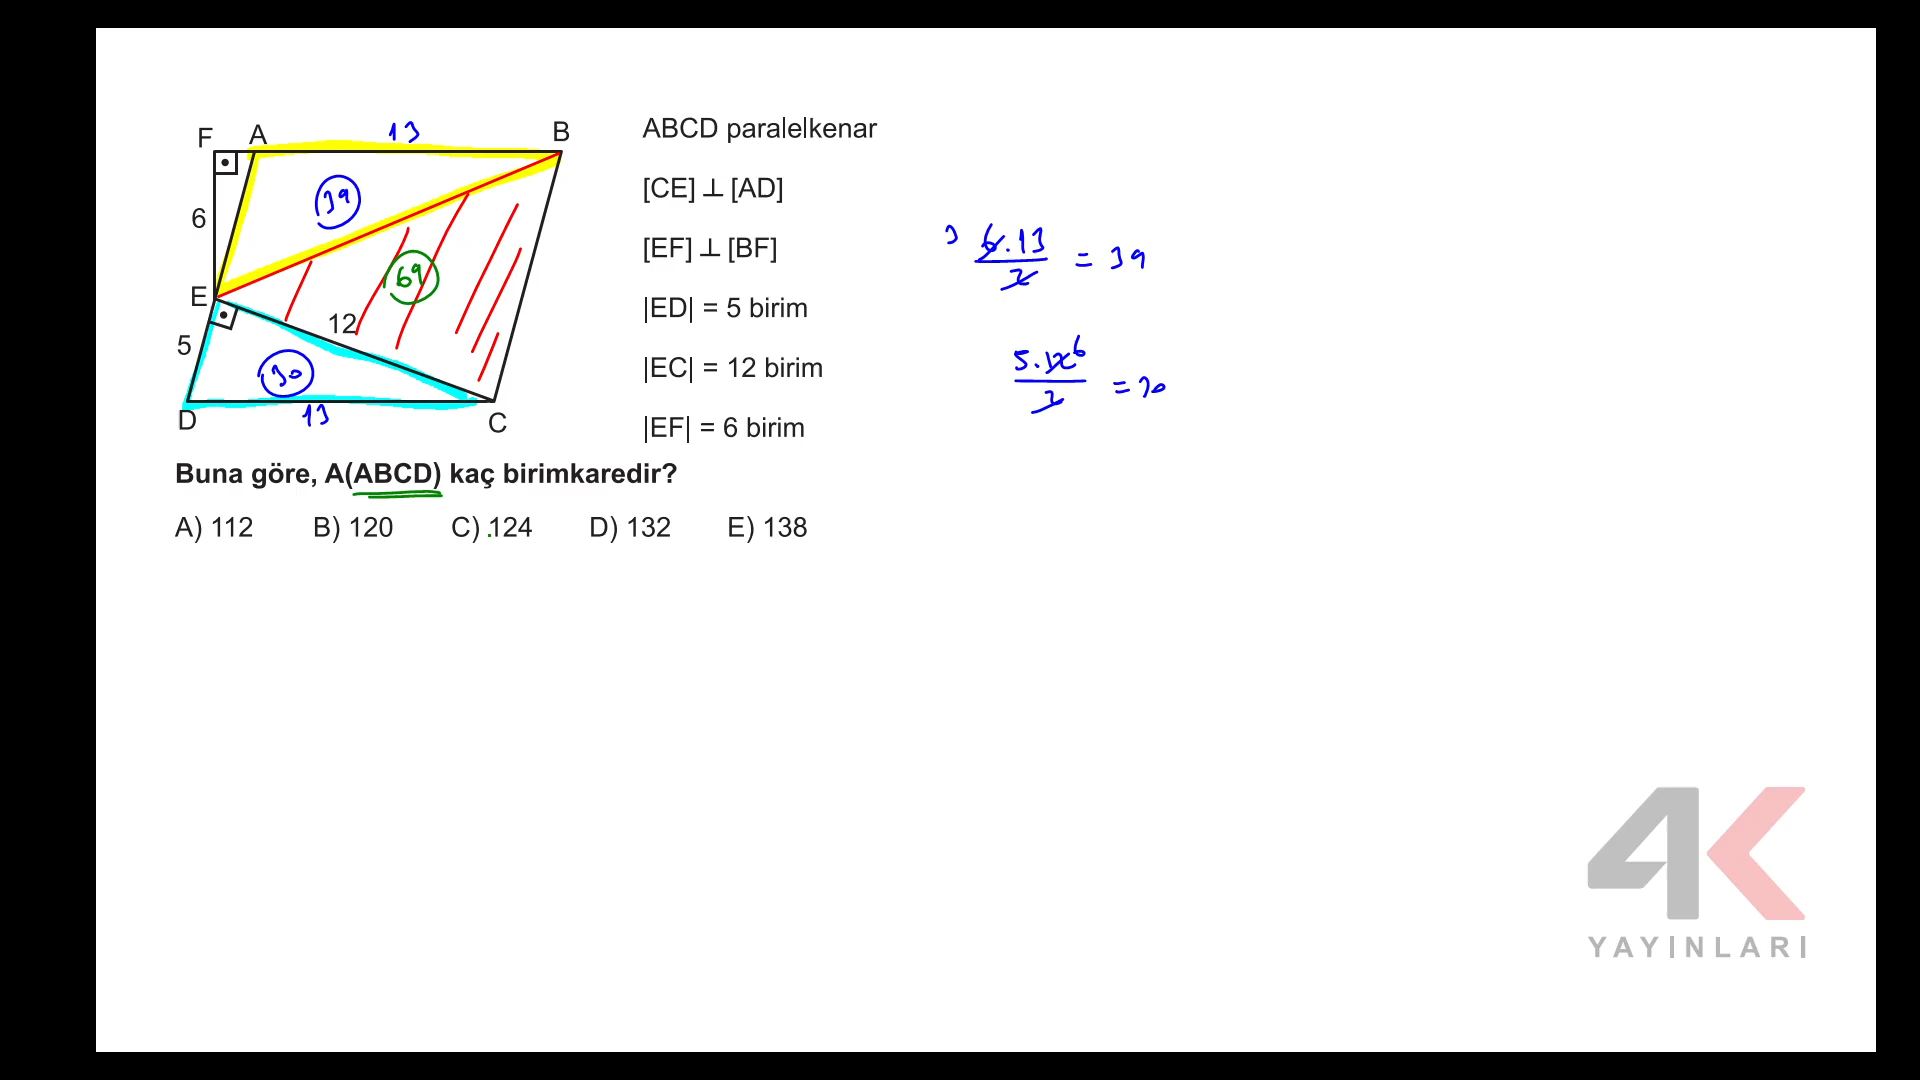 F A 13 B
39
6
69
E
12
5
30
D 13 C
ABCD paralelkenar
[CE] ⊥ [AD]
[EF] ⊥ [BF]
|ED| = 5 birim
|EC| = 12 birim
|EF| = 6 birim
3 6.13/2 = 39
5.12 6/2 = 30
Buna göre, A(ABCD) kaç birimkaredir?
A) 112 B) 120 C) 124 D) 132 E) 138
4K
YAYINLARI